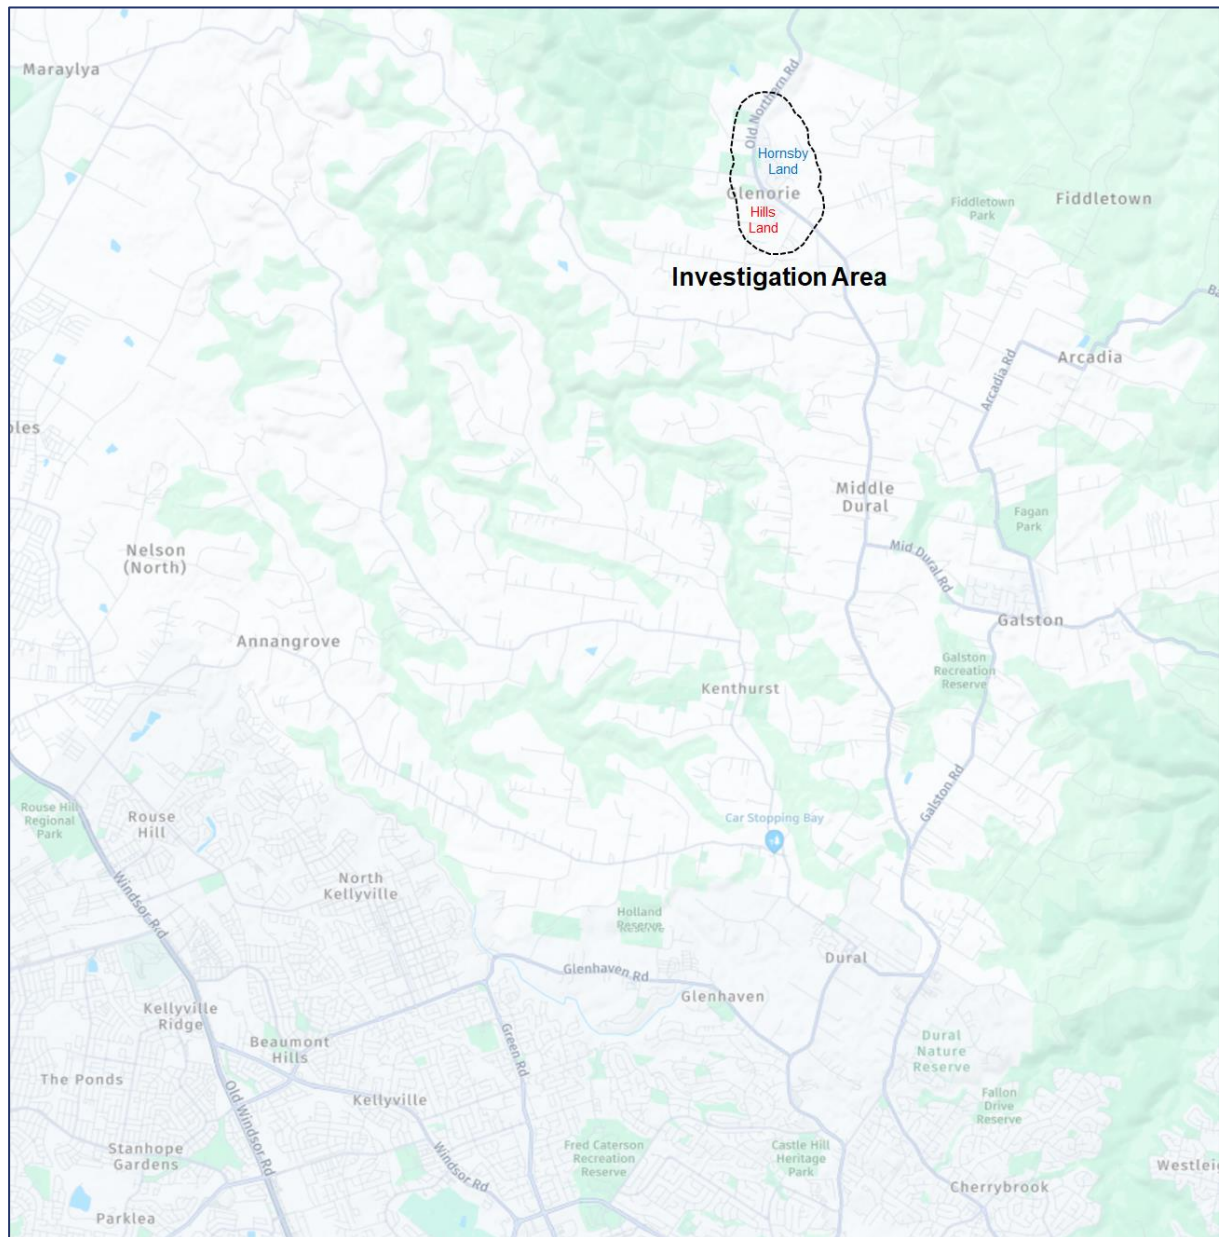 Maraylya
Old Northern Rd
Hornsby
Land
Glenorie
Hills
Land
Fiddletown
Park
Fiddletown
Investigation Area
Arcadia Rd
Arcadia
Middle
Dural
Fagan
Park
Nelson
(North)
Mid Dural Rd
Galston
Annangrove
Galston
Recreation
Reserve
Kenthurst
Rouse Hill
Regional
Park
Rouse
Hill
Galston Rd
Car Stopping Bay
North
Kellyville
Windsor Rd
Holland
Reserve
Dural
Glenhaven Rd
Glenhaven
Kellyville
Ridge
Beaumont
Hills
Green Rd
Dural
Nature
Reserve
The Ponds
Old Windsor Rd
Kellyville
Fallon
Drive
Reserve
Stanhope
Gardens
Windsor Rd
Fred Caterson
Recreation
Reserve
Castle Hill
Heritage
Park
Cherrybrook
Parklea